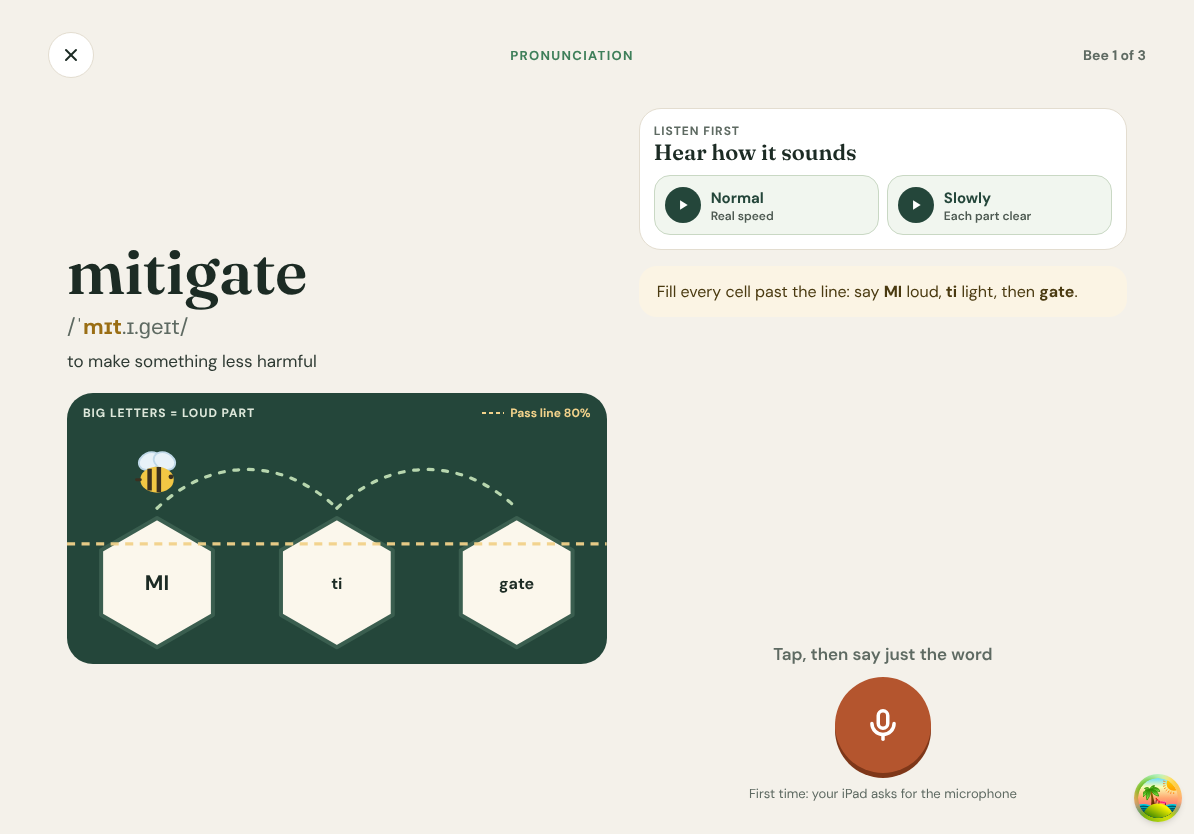 PRONUNCIATION
Bee 1 of 3
mitigate
/ˈmɪt.ɪ.geɪt/
to make something less harmful
BIG LETTERS = LOUD PART
Pass line 80%
MI
ti
gate
LISTEN FIRST
Hear how it sounds
Normal
Real speed
Slowly
Each part clear
Fill every cell past the line: say MI loud, ti light, then gate.
Tap, then say just the word
First time: your iPad asks for the microphone